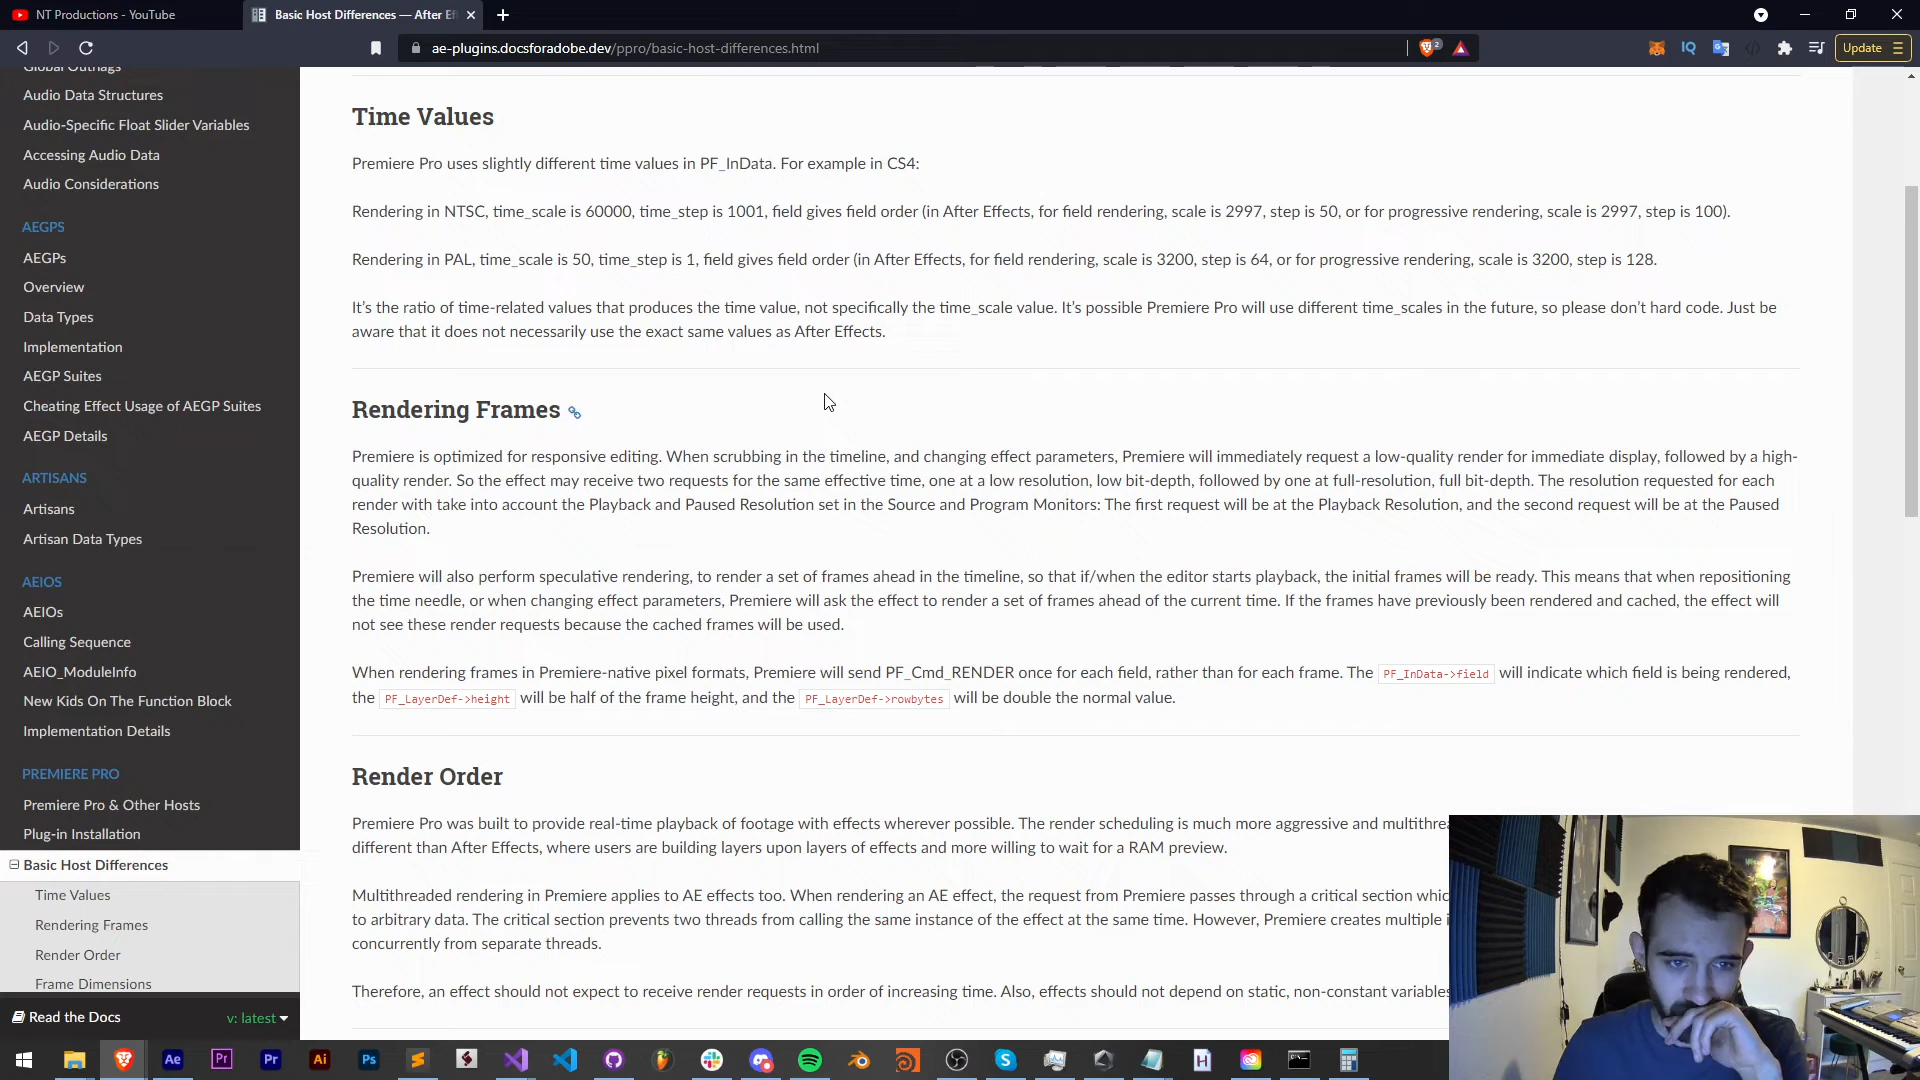 NT Productions - YouTube
Basic Host Differences — After Ef
ae-plugins.docsforadobe.dev/ppro/basic-host-differences.html
2
IQ
Update
Global Outflags
Audio Data Structures
Audio-Specific Float Slider Variables
Accessing Audio Data
Audio Considerations
AEGPS
AEGPs
Overview
Data Types
Implementation
AEGP Suites
Cheating Effect Usage of AEGP Suites
AEGP Details
ARTISANS
Artisans
Artisan Data Types
AEIOS
AEIOs
Calling Sequence
AEIO_ModuleInfo
New Kids On The Function Block
Implementation Details
PREMIERE PRO
Premiere Pro & Other Hosts
Plug-in Installation
Basic Host Differences
Time Values
Rendering Frames
Render Order
Frame Dimensions
Read the Docs
v: latest
Time Values
Premiere Pro uses slightly different time values in PF_InData. For example in CS4:
Rendering in NTSC, time_scale is 60000, time_step is 1001, field gives field order (in After Effects, for field rendering, scale is 2997, step is 50, or for progressive rendering, scale is 2997, step is 100).
Rendering in PAL, time_scale is 50, time_step is 1, field gives field order (in After Effects, for field rendering, scale is 3200, step is 64, or for progressive rendering, scale is 3200, step is 128.
It's the ratio of time-related values that produces the time value, not specifically the time_scale value. It's possible Premiere Pro will use different time_scales in the future, so please don't hard code. Just be
aware that it does not necessarily use the exact same values as After Effects.
Rendering Frames
Premiere is optimized for responsive editing. When scrubbing in the timeline, and changing effect parameters, Premiere will immediately request a low-quality render for immediate display, followed by a high-
quality render. So the effect may receive two requests for the same effective time, one at a low resolution, low bit-depth, followed by one at full-resolution, full bit-depth. The resolution requested for each
render with take into account the Playback and Paused Resolution set in the Source and Program Monitors: The first request will be at the Playback Resolution, and the second request will be at the Paused
Resolution.
Premiere will also perform speculative rendering, to render a set of frames ahead in the timeline, so that if/when the editor starts playback, the initial frames will be ready. This means that when repositioning
the time needle, or when changing effect parameters, Premiere will ask the effect to render a set of frames ahead of the current time. If the frames have previously been rendered and cached, the effect will
not see these render requests because the cached frames will be used.
When rendering frames in Premiere-native pixel formats, Premiere will send PF_Cmd_RENDER once for each field, rather than for each frame. The PF_InData->field will indicate which field is being rendered,
the PF_LayerDef->height will be half of the frame height, and the PF_LayerDef->rowbytes will be double the normal value.
Render Order
Premiere Pro was built to provide real-time playback of footage with effects wherever possible. The render scheduling is much more aggressive and multithrea
different than After Effects, where users are building layers upon layers of effects and more willing to wait for a RAM preview.
Multithreaded rendering in Premiere applies to AE effects too. When rendering an AE effect, the request from Premiere passes through a critical section whic
to arbitrary data. The critical section prevents two threads from calling the same instance of the effect at the same time. However, Premiere creates multiple i
concurrently from separate threads.
Therefore, an effect should not expect to receive render requests in order of increasing time. Also, effects should not depend on static, non-constant variables
Ae Pr Pr Ai Ps S H